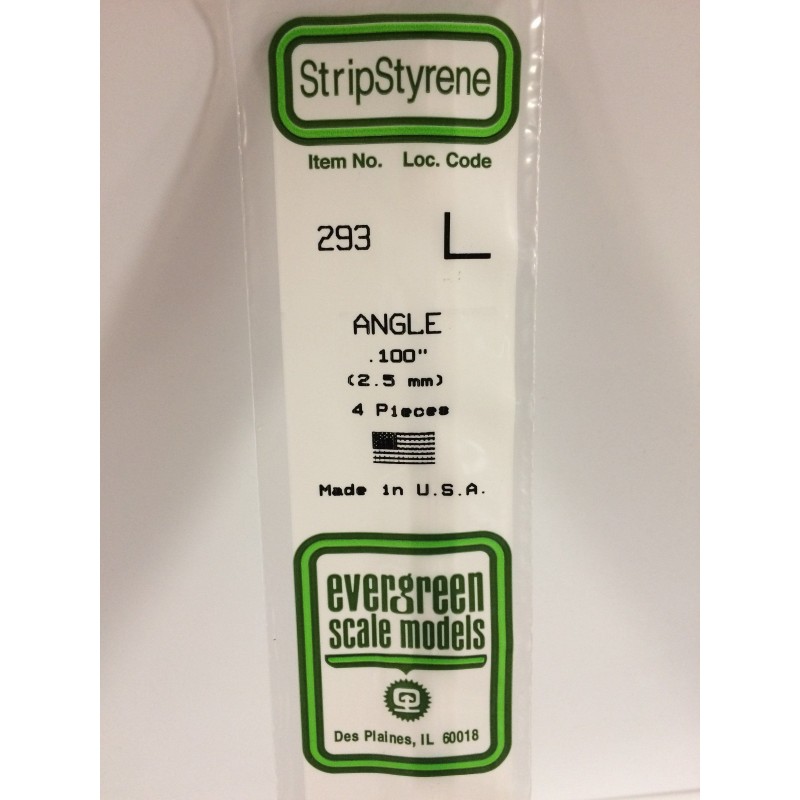 StripStyrene
Item No. Loc. Code
293 L
ANGLE
.100"
(2.5 mm)
4 Pieces
Made in U.S.A.
evergreen
scale models
Des Plaines, IL 60018